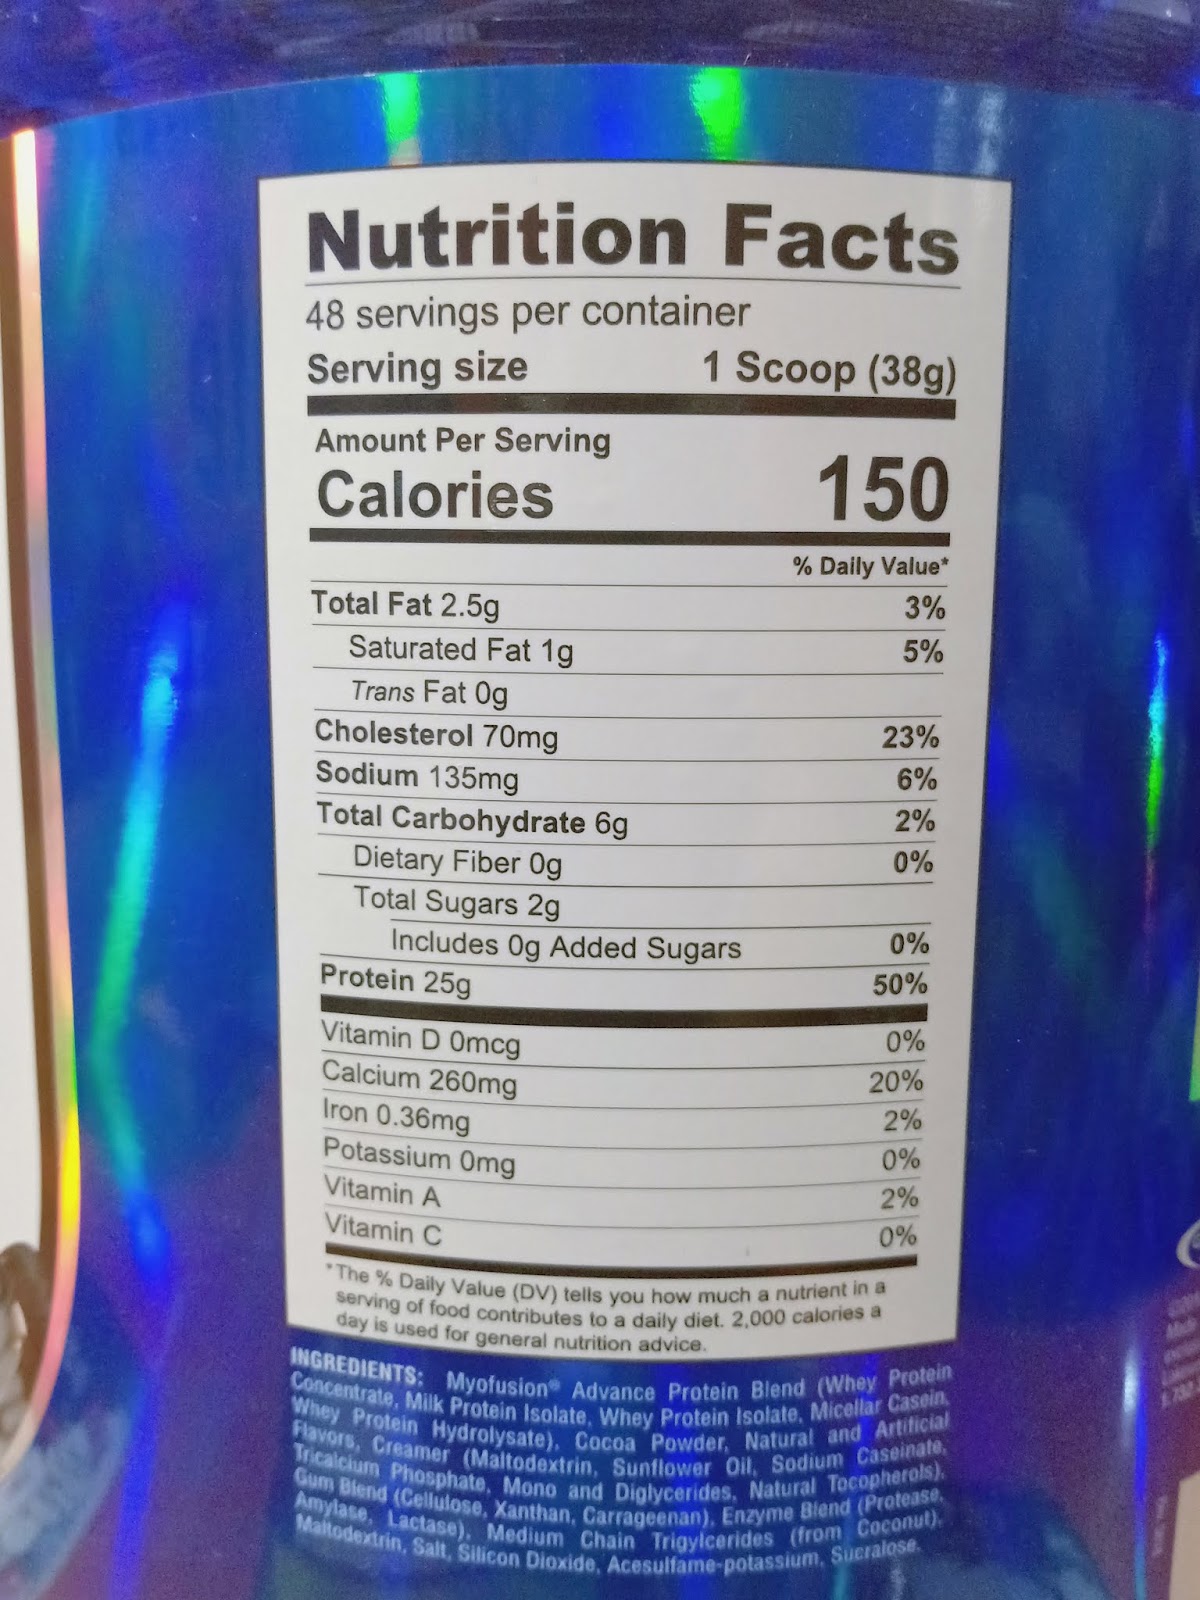 Nutrition Facts
48 servings per container
Serving size 1 Scoop (38g)
Amount Per Serving
Calories 150
% Daily Value*
Total Fat 2.5g 3%
Saturated Fat 1g 5%
Trans Fat 0g
Cholesterol 70mg 23%
Sodium 135mg 6%
Total Carbohydrate 6g 2%
Dietary Fiber 0g 0%
Total Sugars 2g
Includes 0g Added Sugars 0%
Protein 25g 50%
Vitamin D 0mcg 0%
Calcium 260mg 20%
Iron 0.36mg 2%
Potassium 0mg 0%
Vitamin A 2%
Vitamin C 0%
*The % Daily Value (DV) tells you how much a nutrient in a
serving of food contributes to a daily diet. 2,000 calories a
day is used for general nutrition advice.
INGREDIENTS: Myofusion® Advance Protein Blend (Whey Protein
Concentrate, Milk Protein Isolate, Whey Protein Isolate, Micellar Casein,
Whey Protein Hydrolysate), Cocoa Powder, Natural and Artificial
Flavors, Creamer (Maltodextrin, Sunflower Oil, Sodium Caseinate,
Tricalcium Phosphate, Mono and Diglycerides, Natural Tocopherols),
Gum Blend (Cellulose, Xanthan, Carrageenan), Enzyme Blend (Protease,
Amylase, Lactase), Medium Chain Trigylcerides (from Coconut),
Maltodextrin, Salt, Silicon Dioxide, Acesulfame-potassium, Sucralose.